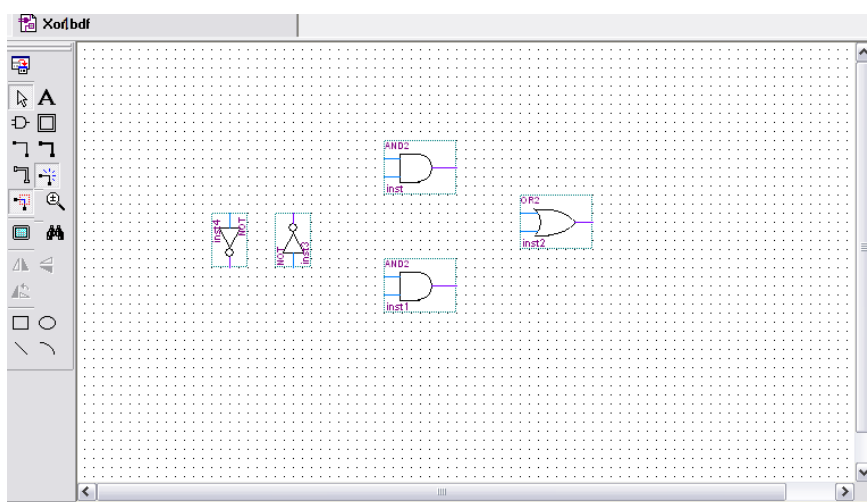 Xor.bdf
A
AND2
inst
OR2
inst2
inst4
NOT
NOT
inst3
AND2
inst1